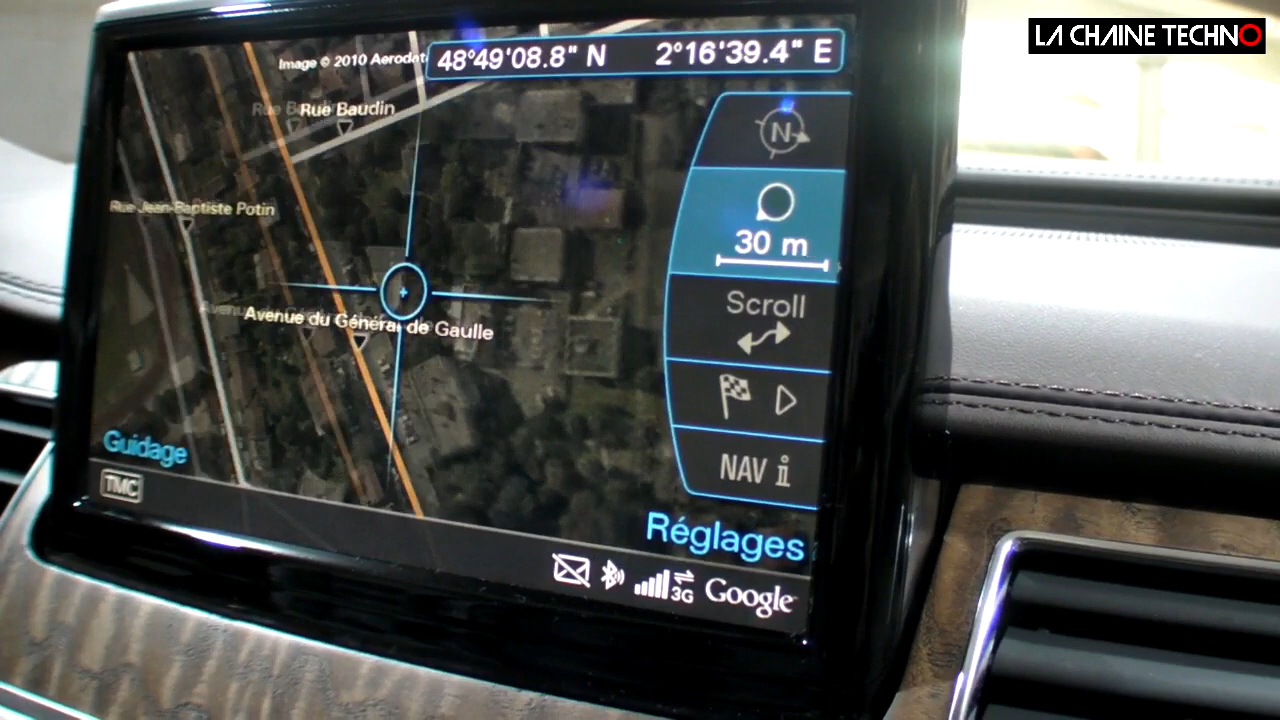 LA CHAINE TECHNO
48°49'08.8" N 2°16'39.4" E
Image © 2010 Aerodat
Rue Baudin
N
Rue Jean-Baptiste Potin
30 m
Scroll
Avenue du Général de Gaulle
NAV i
Guidage
TMC
Réglages
3G
Google